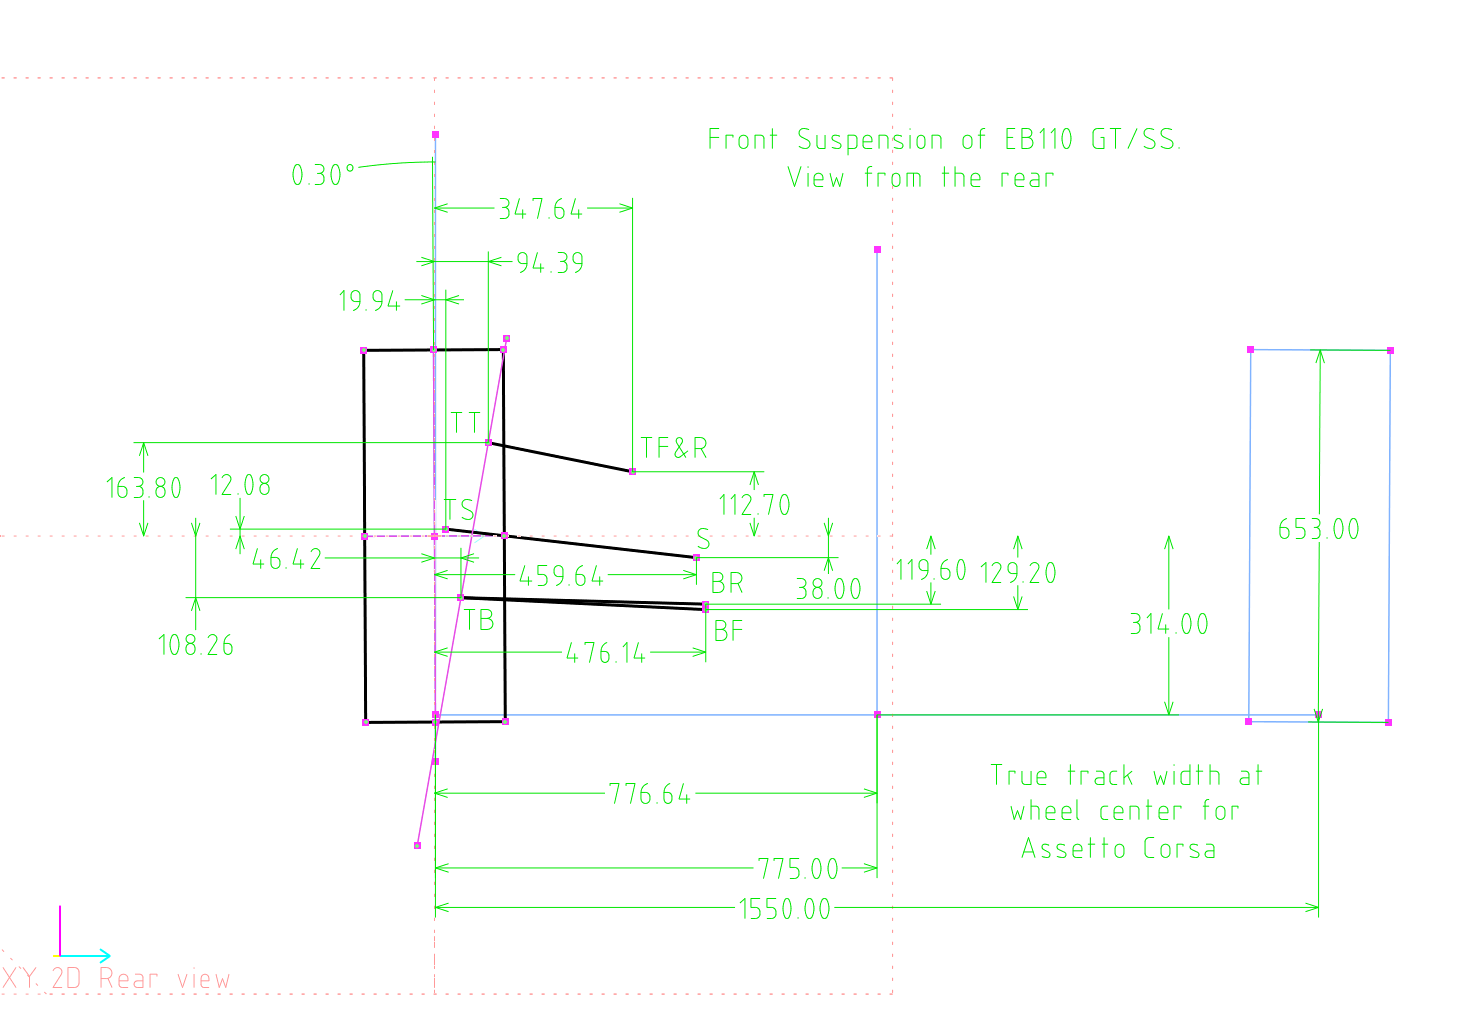 Front Suspension of EB110 GT/SS.
View from the rear
0.30°
347.64
94.39
19.94
TT
TF&R
163.80
12.08
112.70
TS
S
653.00
46.42
459.64
BR
38.00
119.60
129.20
TB
BF
314.00
108.26
476.14
True track width at
wheel center for
Assetto Corsa
776.64
775.00
1550.00
XY 2D Rear view